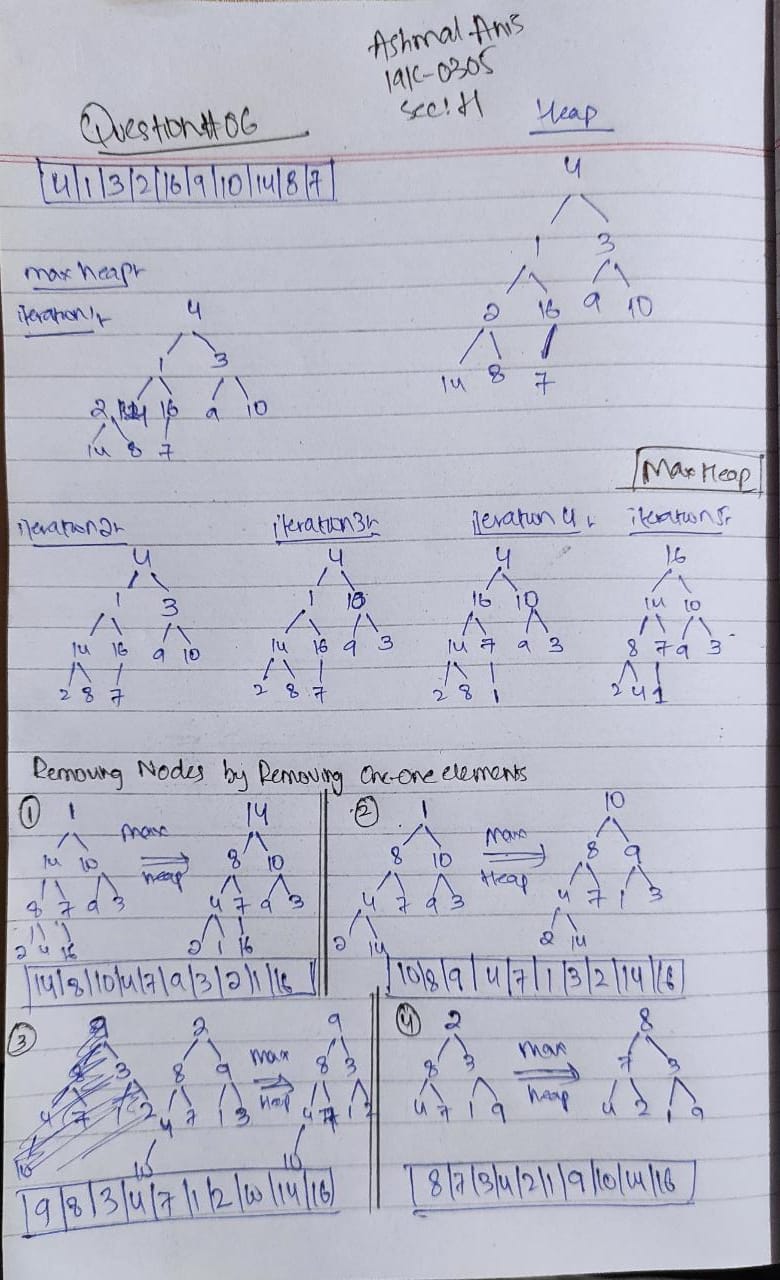 Ashmal Anis
19K-0305
Sec: H
Question#06
Heap
4|1|3|2|16|9|10|14|8|7
4
1 3
2 16 9 10
14 8 7
max heap
iteration 1
4
1 3
2 16 9 10
14 8 7
Max Heap
iteration 2
4
1 3
14 16 9 10
2 8 7
iteration 3
4
1 10
14 16 9 3
2 8 7
iteration 4
4
16 10
14 7 9 3
2 8 1
iteration 5
16
14 10
8 7 9 3
2 4 1
Removing Nodes by Removing One-One elements
1
1
14 10
8 7 9 3
2 4 16
max
heap
14
8 10
4 7 9 3
2 1 16
14|8|10|4|7|9|3|2|1|16
2
1
8 10
4 7 9 3
2 14
Max
Heap
10
8 9
4 7 1 3
2 14
10|8|9|4|7|1|3|2|14|16
3
2
8 9
4 7 1 3
10
max
Heap
9
8 3
4 7 1 2
10
9|8|3|4|7|1|2|10|14|16
4
2
8 3
4 7 1 9
max
heap
8
7 3
4 2 1 9
8|7|3|4|2|1|9|10|14|16